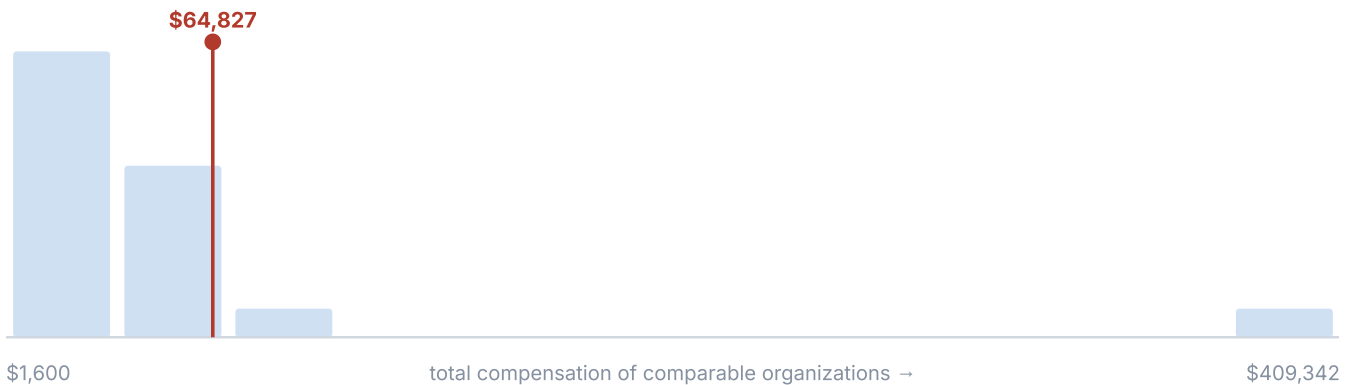 $64,827
$1,600
total compensation of comparable organizations →
$409,342